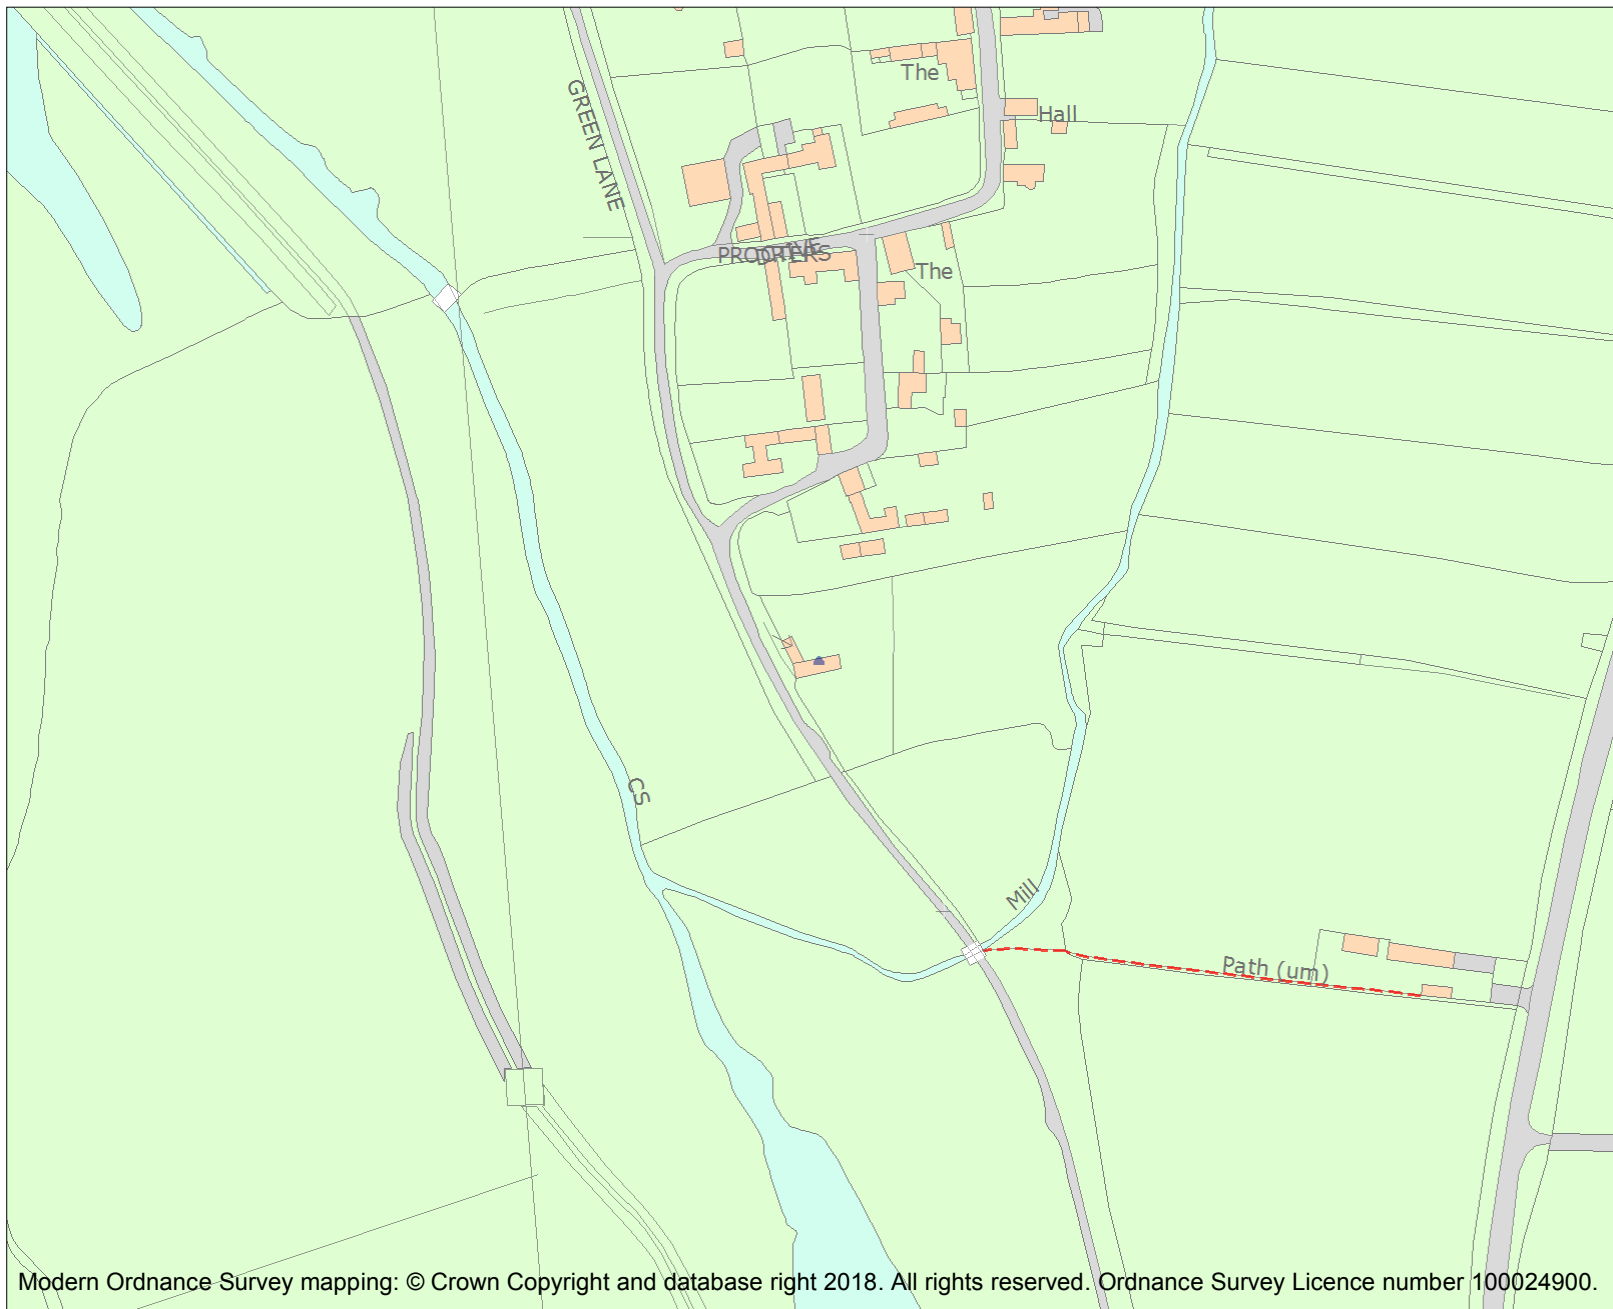 The
GREEN LANE
Hall
The
CS
Mill
Path (um)
Modern Ordnance Survey mapping: © Crown Copyright and database right 2018. All rights reserved. Ordnance Survey Licence number 100024900.